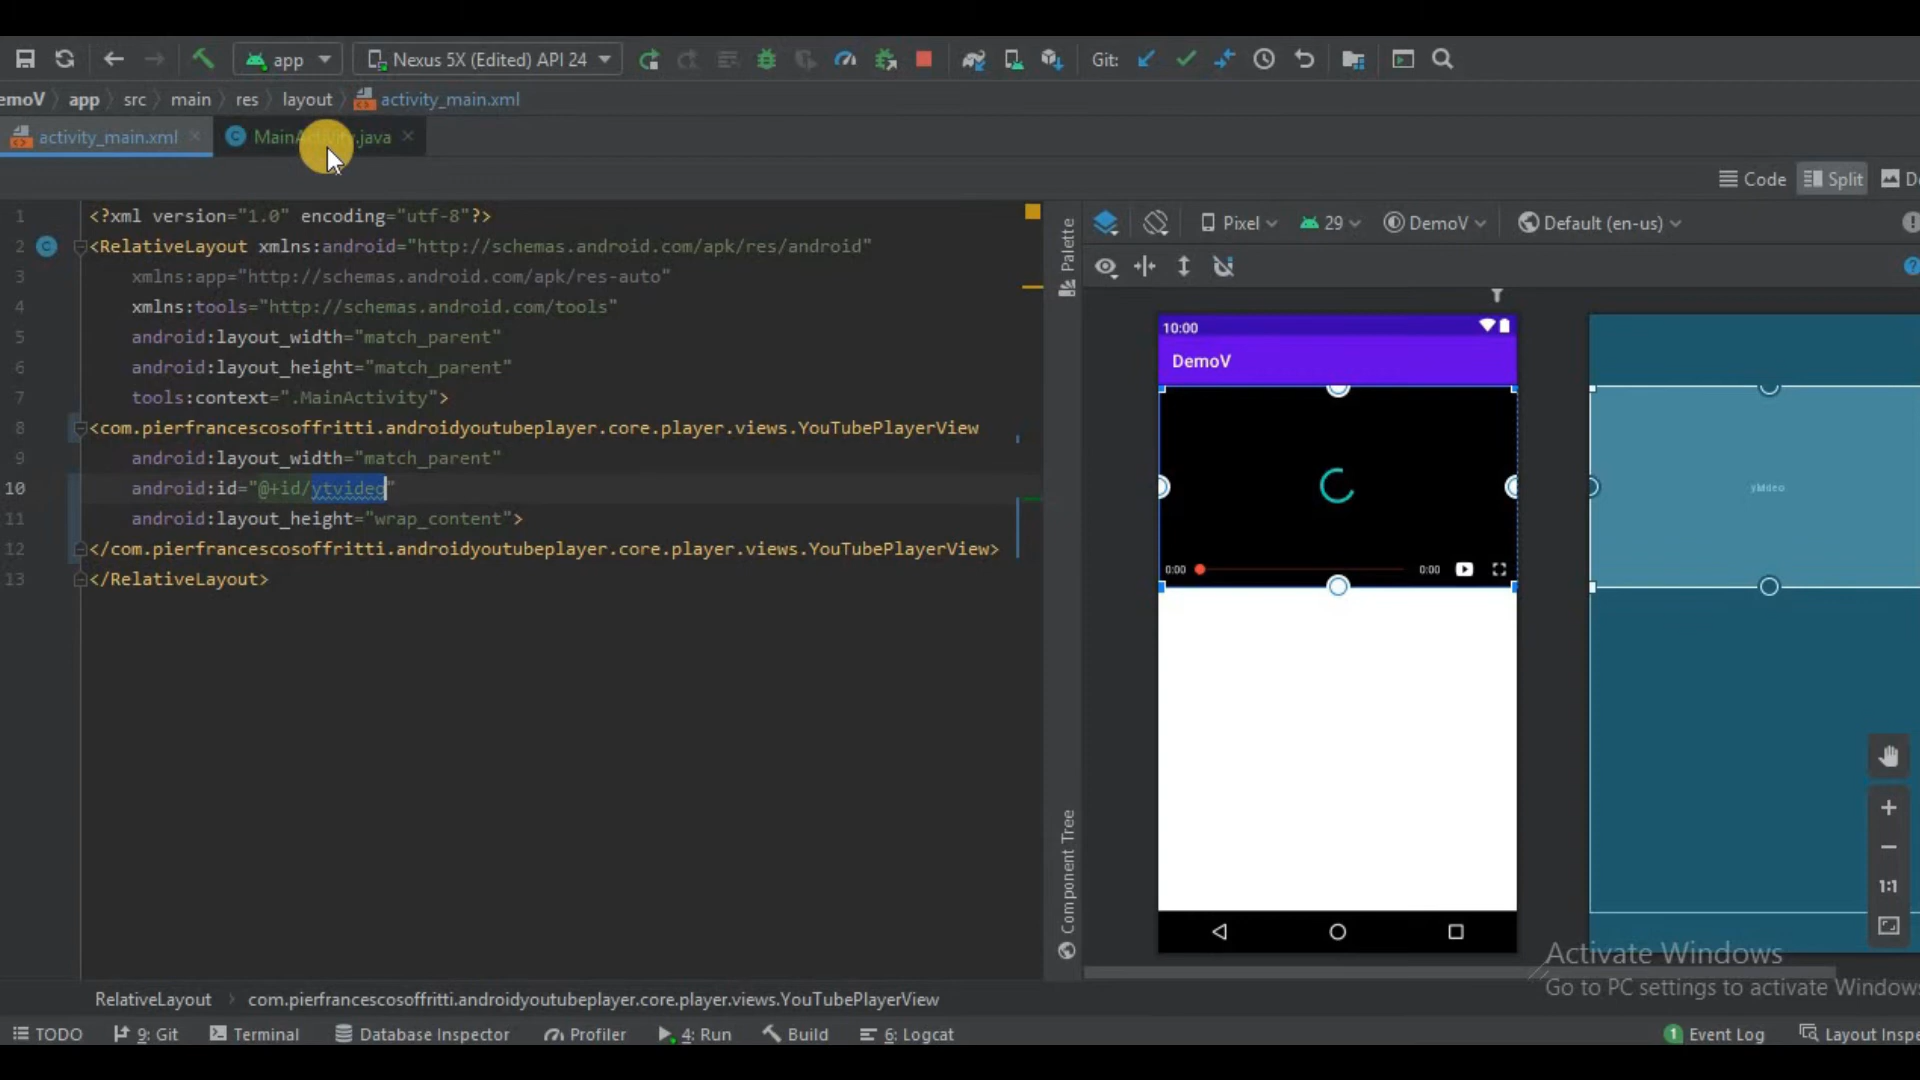 app Nexus 5X (Edited) API 24 Git:
emoV app src main res layout activity_main.xml
activity_main.xml MainActivity.java
Code Split
1 <?xml version="1.0" encoding="utf-8"?>
2 <RelativeLayout xmlns:android="http://schemas.android.com/apk/res/android"
3 xmlns:app="http://schemas.android.com/apk/res-auto"
4 xmlns:tools="http://schemas.android.com/tools"
5 android:layout_width="match_parent"
6 android:layout_height="match_parent"
7 tools:context=".MainActivity">
8 <com.pierfrancescosoffritti.androidyoutubeplayer.core.player.views.YouTubePlayerView
9 android:layout_width="match_parent"
10 android:id="@+id/ytvideo"
11 android:layout_height="wrap_content">
12 </com.pierfrancescosoffritti.androidyoutubeplayer.core.player.views.YouTubePlayerView>
13 </RelativeLayout>
Palette
Component Tree
Pixel 29 DemoV Default (en-us)
10:00
DemoV
0:00 0:00
1:1
Activate Windows
Go to PC settings to activate Windows
RelativeLayout com.pierfrancescosoffritti.androidyoutubeplayer.core.player.views.YouTubePlayerView
TODO 9: Git Terminal Database Inspector Profiler 4: Run Build 6: Logcat 1 Event Log Layout Inspe